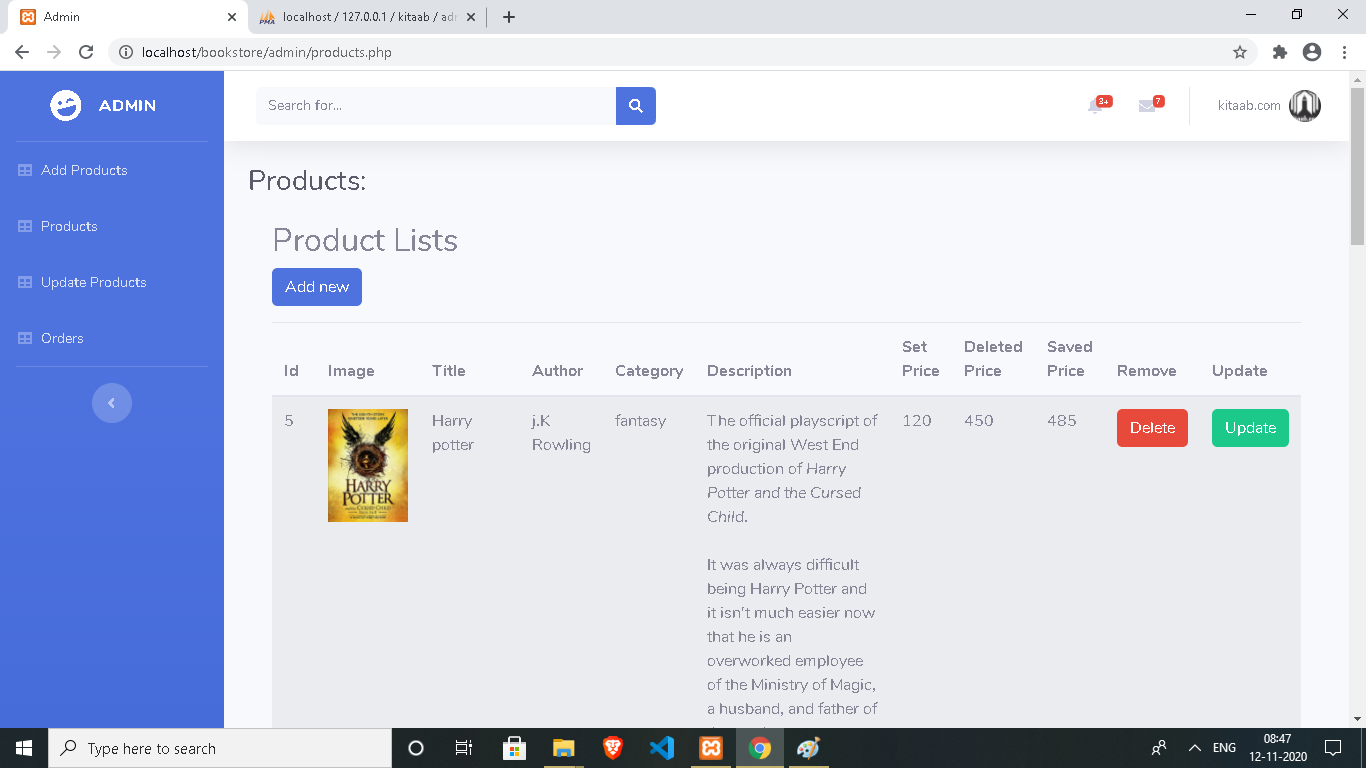 Admin
localhost / 127.0.0.1 / kitaab / adm
localhost/bookstore/admin/products.php
ADMIN
Search for...
3+
7
kitaab.com
Add Products
Products
Update Products
Orders
Products:
Product Lists
Add new
Id Image Title Author Category Description Set Price Deleted Price Saved Price Remove Update
5
HARRY
POTTER
Harry
potter
j.K
Rowling
fantasy
The official playscript of
the original West End
production of Harry
Potter and the Cursed
Child.
It was always difficult
being Harry Potter and
it isn't much easier now
that he is an
overworked employee
of the Ministry of Magic,
a husband, and father of
120 450 485 Delete Update
Type here to search
ENG
08:47
12-11-2020